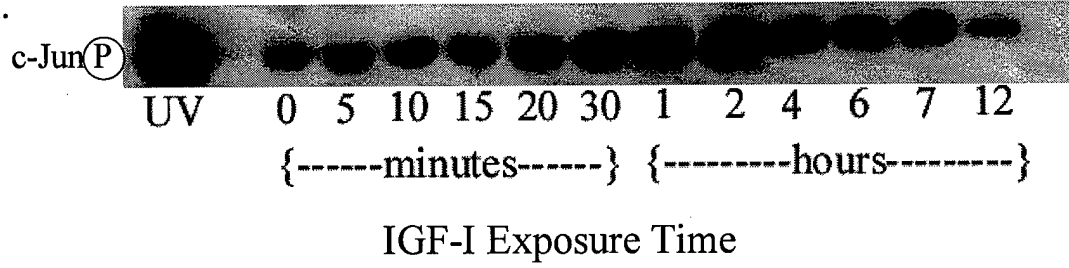 c-Jun P
UV 0 5 10 15 20 30 1 2 4 6 7 12
{------minutes------} {---------hours---------}
IGF-I Exposure Time